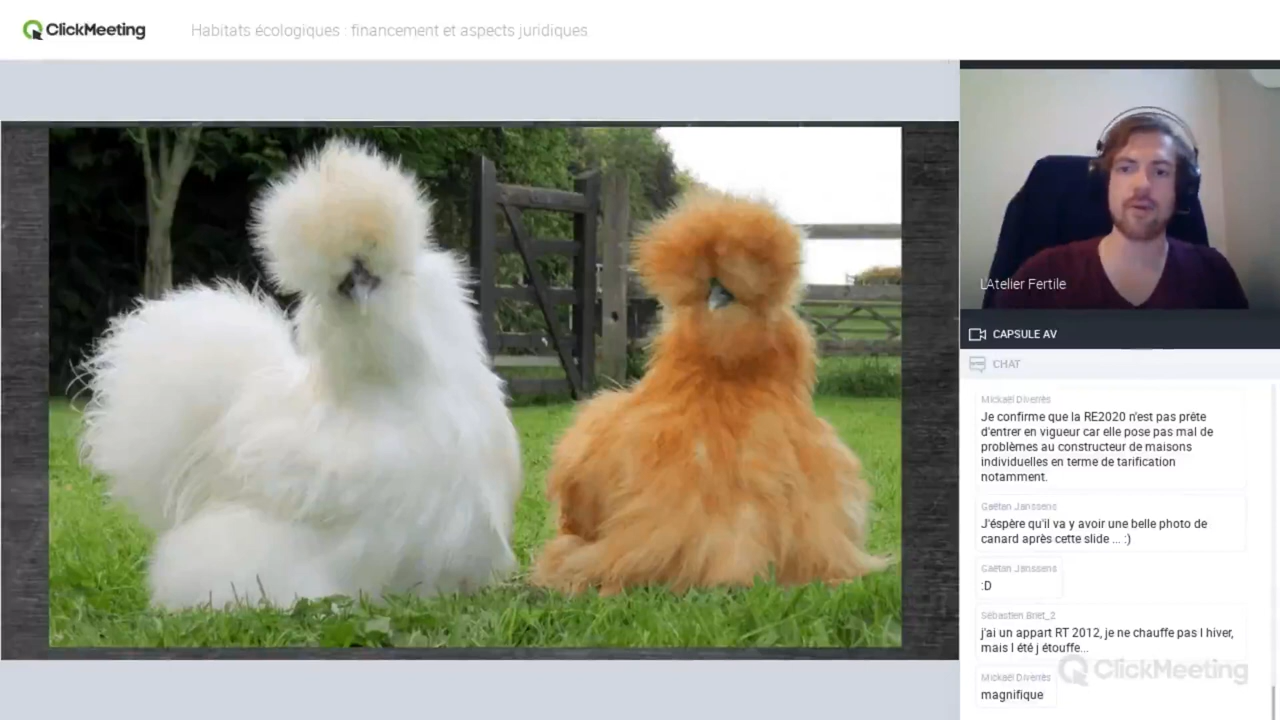 ClickMeeting
Habitats écologiques : financement et aspects juridiques
L'Atelier Fertile
CAPSULE AV
CHAT
Mickaël Diverrès
Je confirme que la RE2020 n'est pas prête
d'entrer en vigueur car elle pose pas mal de
problèmes au constructeur de maisons
individuelles en terme de tarification
notamment.
Gaëtan Janssens
J'éspère qu'il va y avoir une belle photo de
canard après cette slide ... :)
Gaëtan Janssens
:D
Sébastien Briet_2
j'ai un appart RT 2012, je ne chauffe pas l hiver,
mais l été j étouffe...
ClickMeeting
Mickaël Diverrès
magnifique